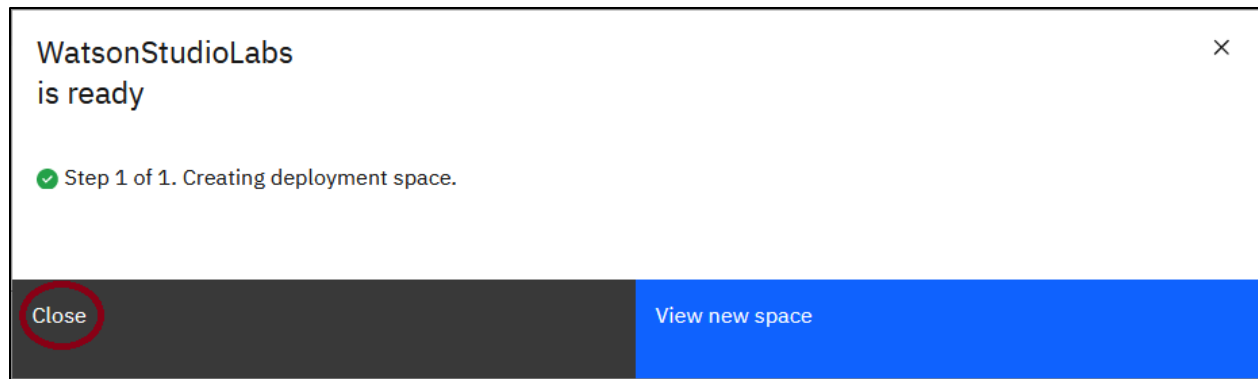 WatsonStudioLabs
is ready
Step 1 of 1. Creating deployment space.
Close
View new space